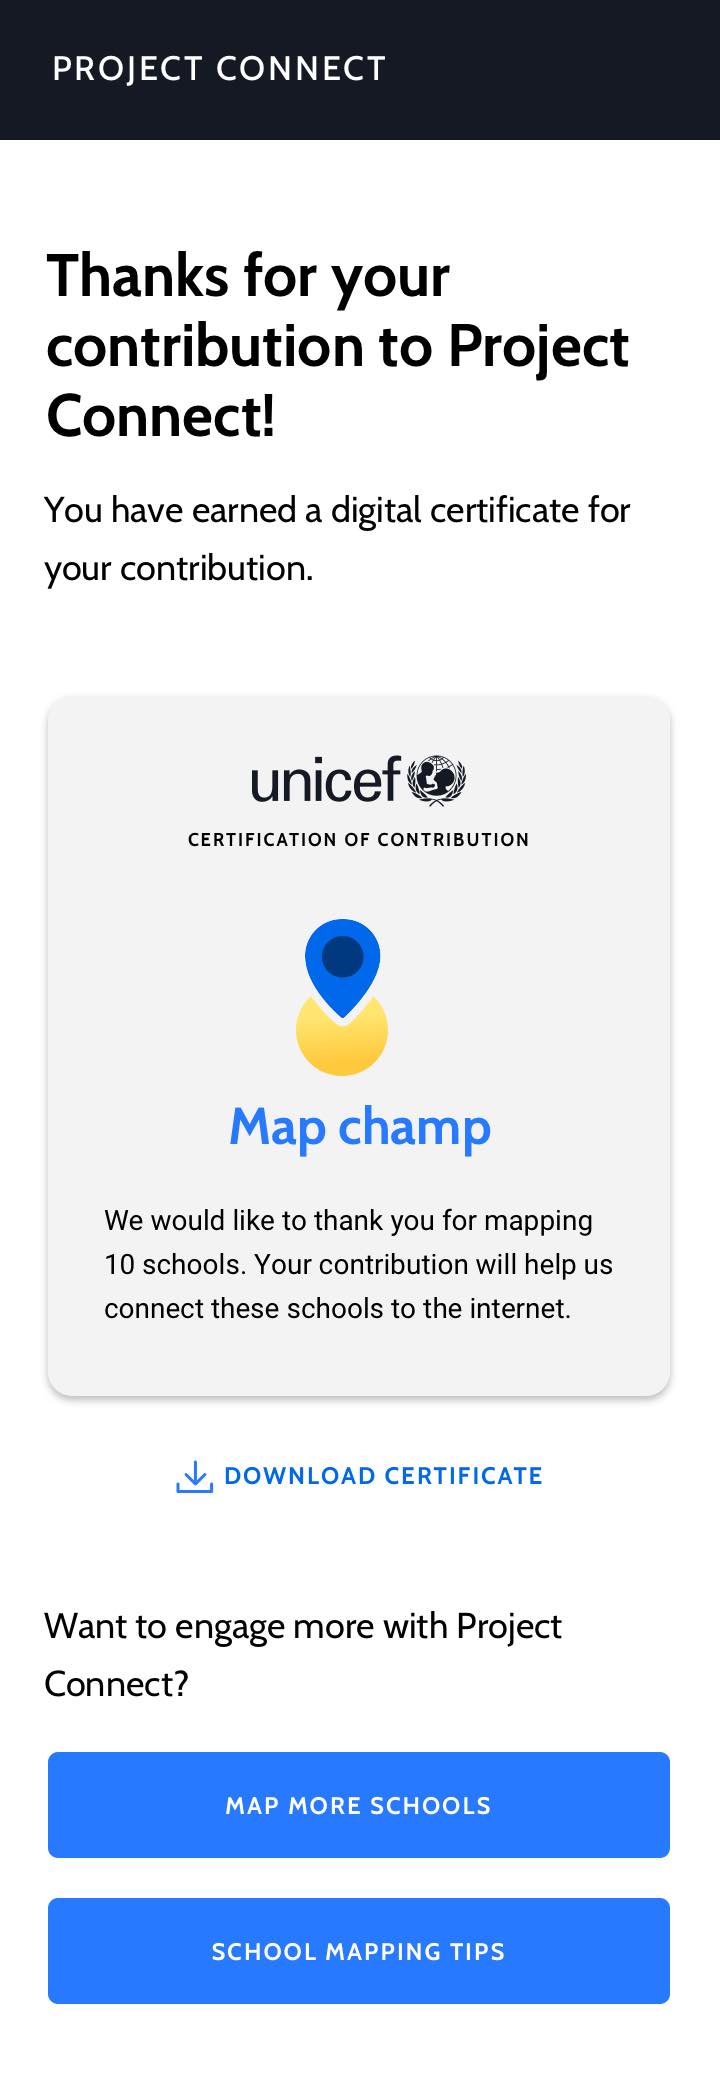 PROJECT CONNECT
Thanks for your
contribution to Project
Connect!
You have earned a digital certificate for
your contribution.
unicef
CERTIFICATION OF CONTRIBUTION
Map champ
We would like to thank you for mapping
10 schools. Your contribution will help us
connect these schools to the internet.
DOWNLOAD CERTIFICATE
Want to engage more with Project
Connect?
MAP MORE SCHOOLS
SCHOOL MAPPING TIPS